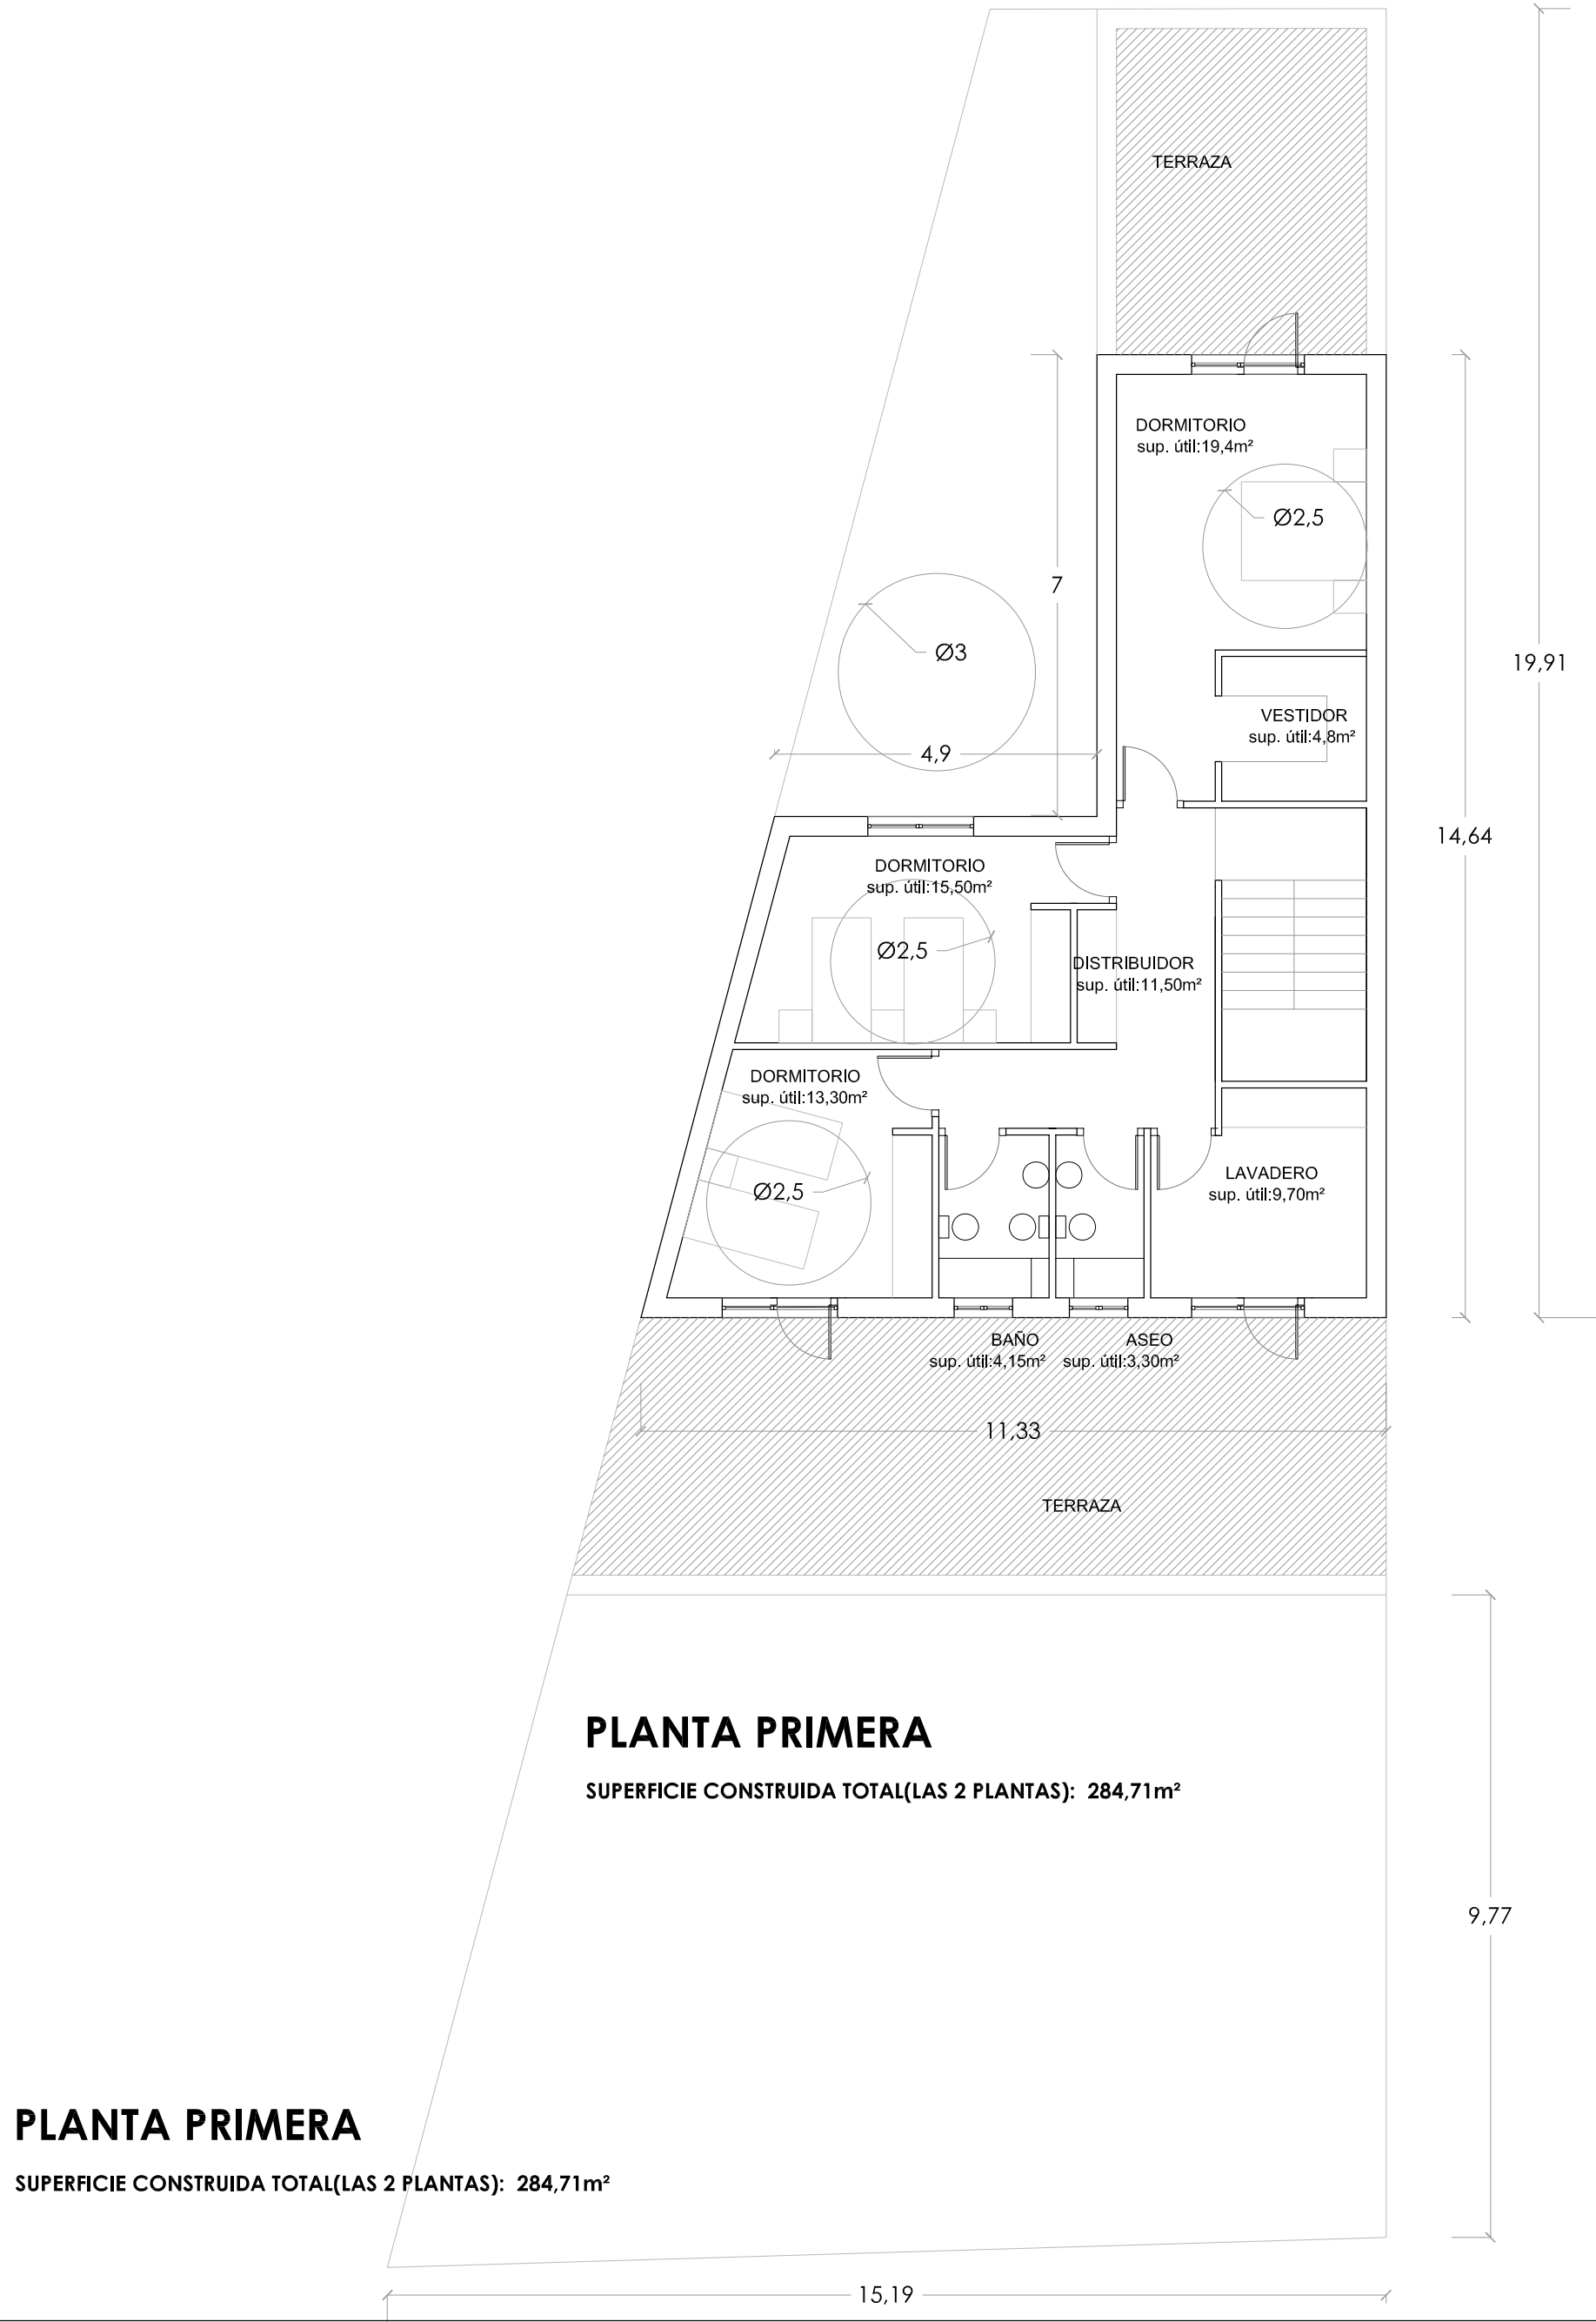 TERRAZA
DORMITORIO
sup. útil:19,4m²
Ø2,5
7
Ø3
19,91
VESTIDOR
sup. útil:4,8m²
4,9
14,64
DORMITORIO
sup. útil:15,50m²
Ø2,5
DISTRIBUIDOR
sup. útil:11,50m²
DORMITORIO
sup. útil:13,30m²
Ø2,5
LAVADERO
sup. útil:9,70m²
BAÑO
sup. útil:4,15m²
ASEO
sup. útil:3,30m²
11,33
TERRAZA
PLANTA PRIMERA
SUPERFICIE CONSTRUIDA TOTAL(LAS 2 PLANTAS): 284,71m²
9,77
PLANTA PRIMERA
SUPERFICIE CONSTRUIDA TOTAL(LAS 2 PLANTAS): 284,71m²
15,19